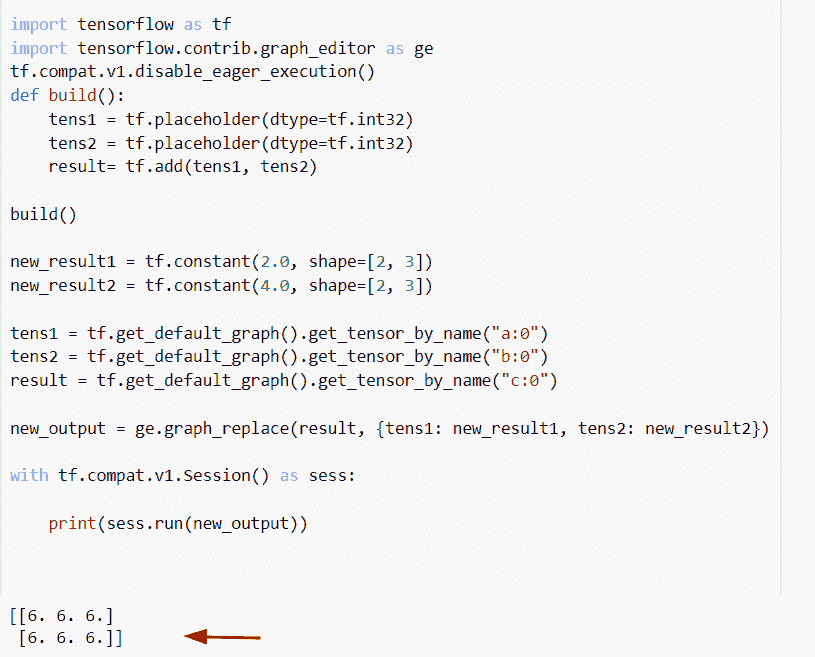 import tensorflow as tf
import tensorflow.contrib.graph_editor as ge
tf.compat.v1.disable_eager_execution()
def build():
    tens1 = tf.placeholder(dtype=tf.int32)
    tens2 = tf.placeholder(dtype=tf.int32)
    result= tf.add(tens1, tens2)

build()

new_result1 = tf.constant(2.0, shape=[2, 3])
new_result2 = tf.constant(4.0, shape=[2, 3])

tens1 = tf.get_default_graph().get_tensor_by_name("a:0")
tens2 = tf.get_default_graph().get_tensor_by_name("b:0")
result = tf.get_default_graph().get_tensor_by_name("c:0")

new_output = ge.graph_replace(result, {tens1: new_result1, tens2: new_result2})

with tf.compat.v1.Session() as sess:

    print(sess.run(new_output))

[[6. 6. 6.]
 [6. 6. 6.]]